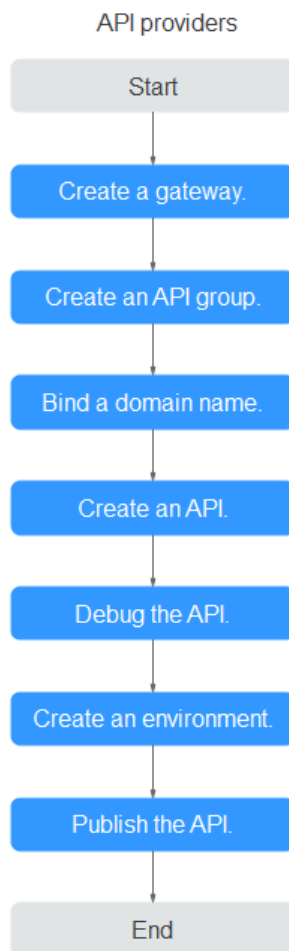 API providers
Start
Create a gateway.
Create an API group.
Bind a domain name.
Create an API.
Debug the API.
Create an environment.
Publish the API.
End